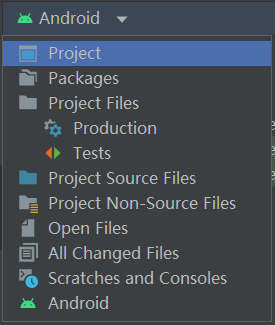 Android
Project
Packages
Project Files
Production
Tests
Project Source Files
Project Non-Source Files
Open Files
All Changed Files
Scratches and Consoles
Android